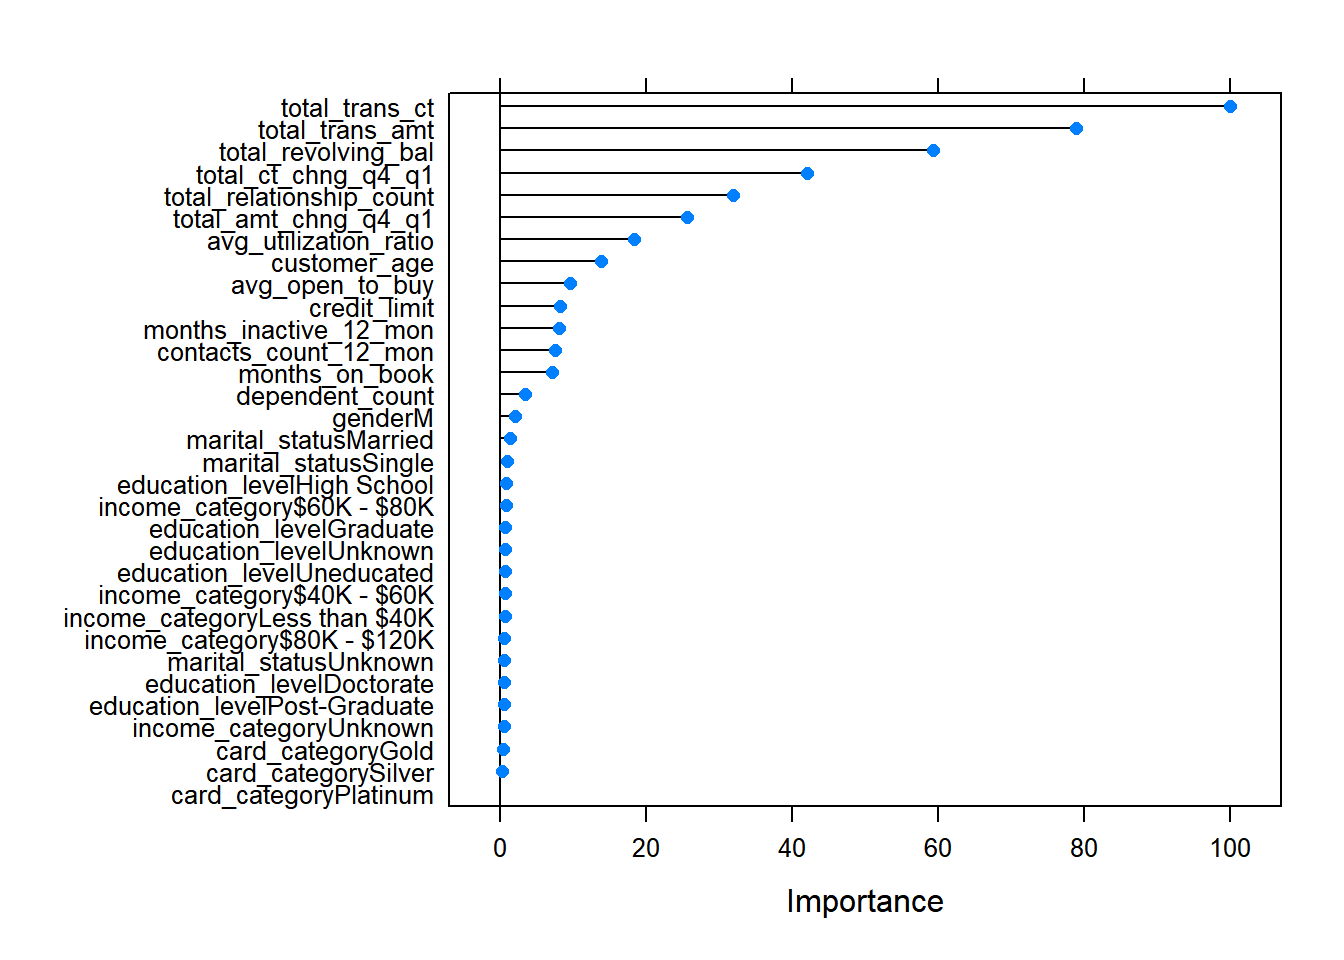 total_trans_ct
total_trans_amt
total_revolving_bal
total_ct_chng_q4_q1
total_relationship_count
total_amt_chng_q4_q1
avg_utilization_ratio
customer_age
avg_open_to_buy
credit_limit
months_inactive_12_mon
contacts_count_12_mon
months_on_book
dependent_count
genderM
marital_statusMarried
marital_statusSingle
education_levelHigh School
income_category$60K - $80K
education_levelGraduate
education_levelUnknown
education_levelUneducated
income_category$40K - $60K
income_categoryLess than $40K
income_category$80K - $120K
marital_statusUnknown
education_levelDoctorate
education_levelPost-Graduate
income_categoryUnknown
card_categoryGold
card_categorySilver
card_categoryPlatinum
0 20 40 60 80 100
Importance